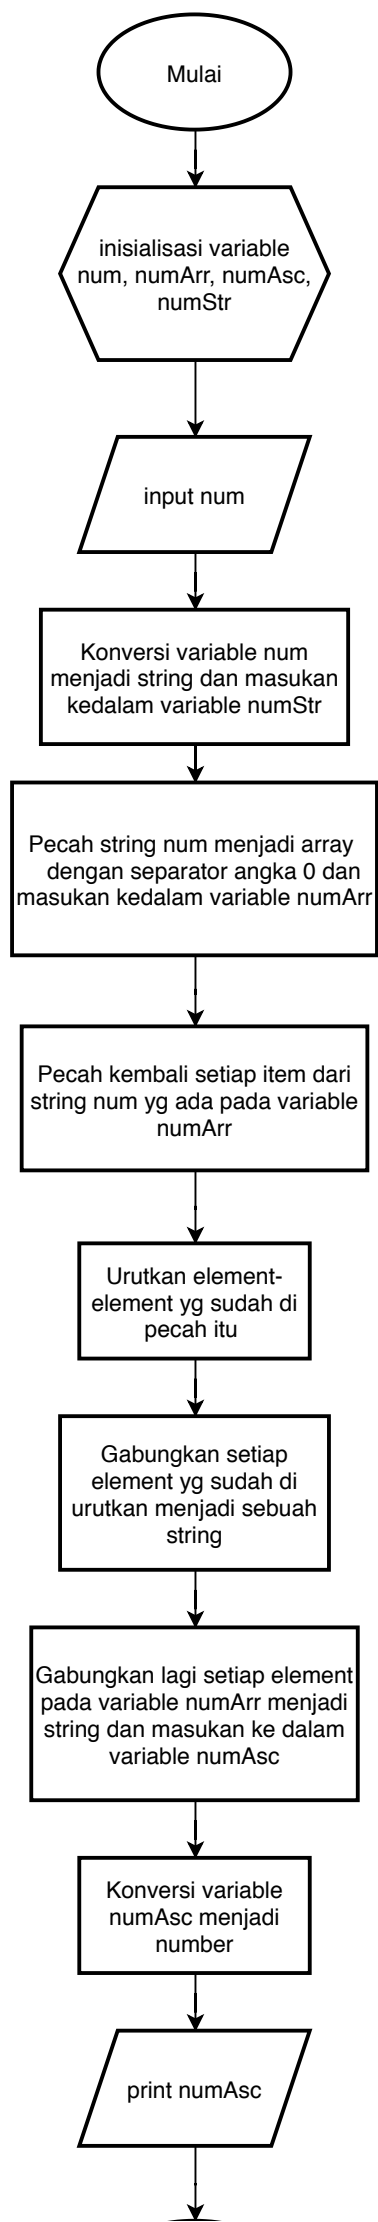 Mulai
inisialisasi variable
num, numArr, numAsc,
numStr
input num
Konversi variable num
menjadi string dan masukan
kedalam variable numStr
Pecah string num menjadi array
dengan separator angka 0 dan
masukan kedalam variable numArr
Pecah kembali setiap item dari
string num yg ada pada variable
numArr
Urutkan element-
element yg sudah di
pecah itu
Gabungkan setiap
element yg sudah di
urutkan menjadi sebuah
string
Gabungkan lagi setiap element
pada variable numArr menjadi
string dan masukan ke dalam
variable numAsc
Konversi variable
numAsc menjadi
number
print numAsc